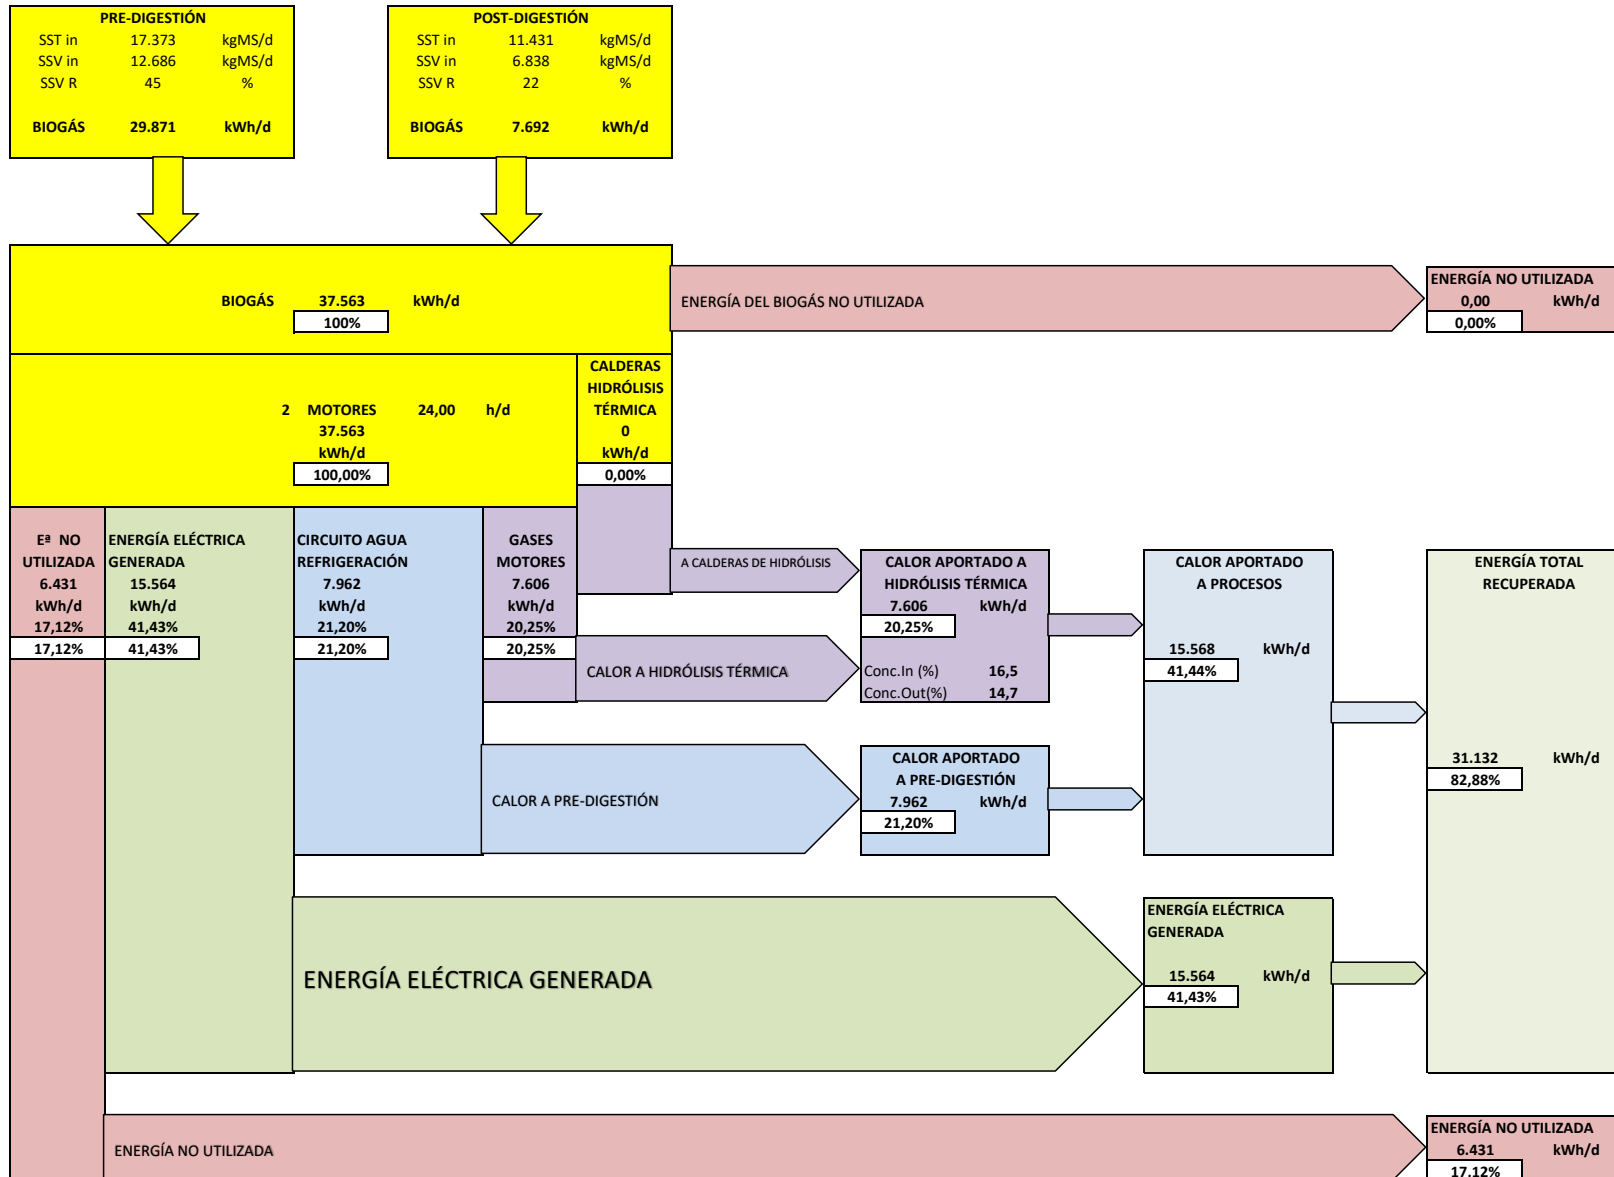 PRE-DIGESTIÓN
SST in 17.373 kgMS/d
SSV in 12.686 kgMS/d
SSV R 45 %
BIOGÁS 29.871 kWh/d
POST-DIGESTIÓN
SST in 11.431 kgMS/d
SSV in 6.838 kgMS/d
SSV R 22 %
BIOGÁS 7.692 kWh/d
BIOGÁS 37.563 kWh/d
100%
ENERGÍA DEL BIOGÁS NO UTILIZADA
ENERGÍA NO UTILIZADA
0,00 kWh/d
0,00%
2 MOTORES 24,00 h/d
37.563
kWh/d
100,00%
CALDERAS
HIDRÓLISIS
TÉRMICA
0
kWh/d
0,00%
Eª NO
UTILIZADA
6.431
kWh/d
17,12%
17,12%
ENERGÍA ELÉCTRICA
GENERADA
15.564
kWh/d
41,43%
41,43%
CIRCUITO AGUA
REFRIGERACIÓN
7.962
kWh/d
21,20%
21,20%
GASES
MOTORES
7.606
kWh/d
20,25%
20,25%
A CALDERAS DE HIDRÓLISIS
CALOR A HIDRÓLISIS TÉRMICA
CALOR APORTADO A
HIDRÓLISIS TÉRMICA
7.606 kWh/d
20,25%
Conc.In (%) 16,5
Conc.Out(%) 14,7
CALOR APORTADO
A PROCESOS
15.568 kWh/d
41,44%
ENERGÍA TOTAL
RECUPERADA
31.132 kWh/d
82,88%
CALOR A PRE-DIGESTIÓN
CALOR APORTADO
A PRE-DIGESTIÓN
7.962 kWh/d
21,20%
ENERGÍA ELÉCTRICA GENERADA
ENERGÍA ELÉCTRICA
GENERADA
15.564 kWh/d
41,43%
ENERGÍA NO UTILIZADA
ENERGÍA NO UTILIZADA
6.431 kWh/d
17,12%